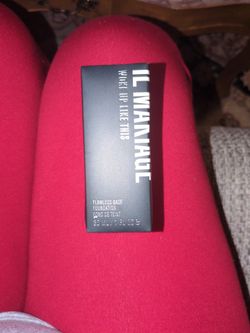 IL MAKIAGE
WOKE UP LIKE THIS
FLAWLESS BASE
FOUNDATION
FOND DE TEINT